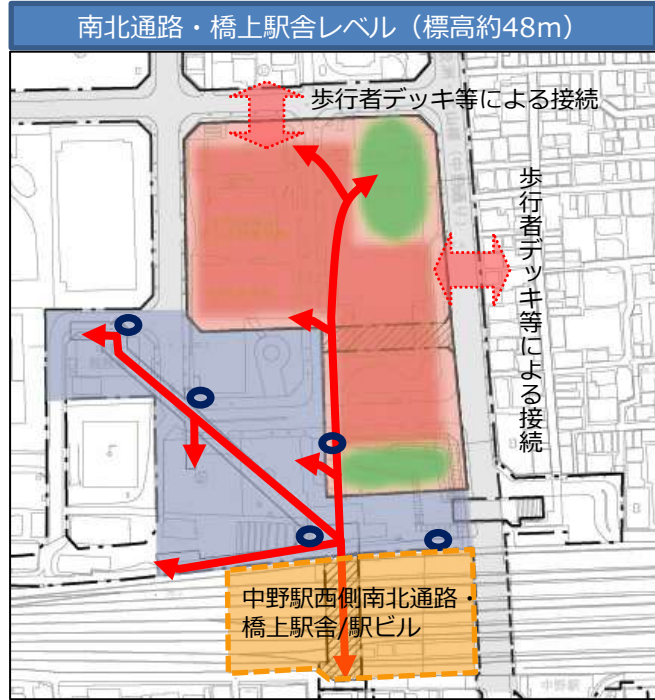 南北通路・橋上駅舎レベル（標高約48m）
歩行者デッキ等による接続
歩行者デッキ等による接続
中野駅西側南北通路・
橋上駅舎/駅ビル
中野駅